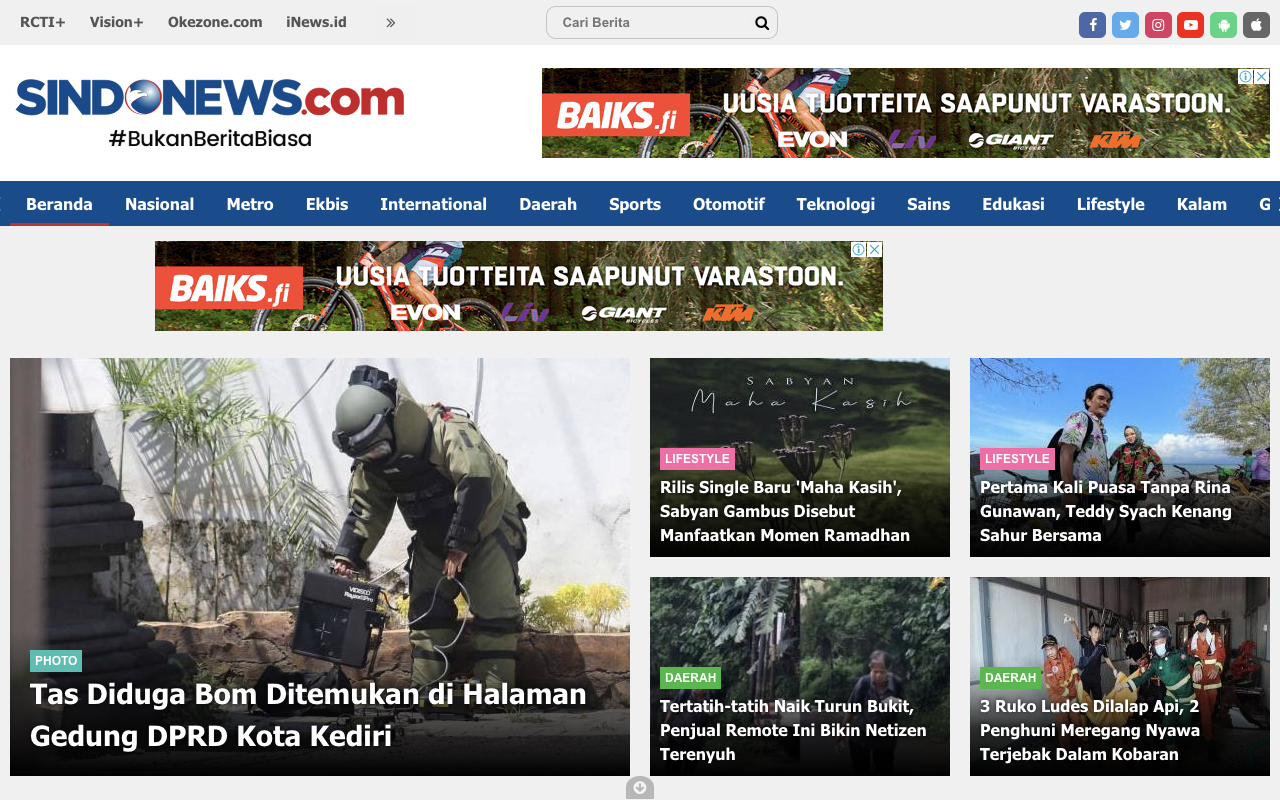 RCTI+ Vision+ Okezone.com iNews.id »
Cari Berita
SINDONEWS.com
#BukanBeritaBiasa
BAIKS.fi
UUSIA TUOTTEITA SAAPUNUT VARASTOON.
EVON Liv GIANT BICYCLES KTM
Beranda Nasional Metro Ekbis International Daerah Sports Otomotif Teknologi Sains Edukasi Lifestyle Kalam G
BAIKS.fi
UUSIA TUOTTEITA SAAPUNUT VARASTOON.
EVON Liv GIANT BICYCLES KTM
VIDISCO
PHOTO
Tas Diduga Bom Ditemukan di Halaman
Gedung DPRD Kota Kediri
SABYAN
Maha Kasih
LIFESTYLE
Rilis Single Baru 'Maha Kasih',
Sabyan Gambus Disebut
Manfaatkan Momen Ramadhan
LIFESTYLE
Pertama Kali Puasa Tanpa Rina
Gunawan, Teddy Syach Kenang
Sahur Bersama
DAERAH
Tertatih-tatih Naik Turun Bukit,
Penjual Remote Ini Bikin Netizen
Terenyuh
DAERAH
3 Ruko Ludes Dilalap Api, 2
Penghuni Meregang Nyawa
Terjebak Dalam Kobaran